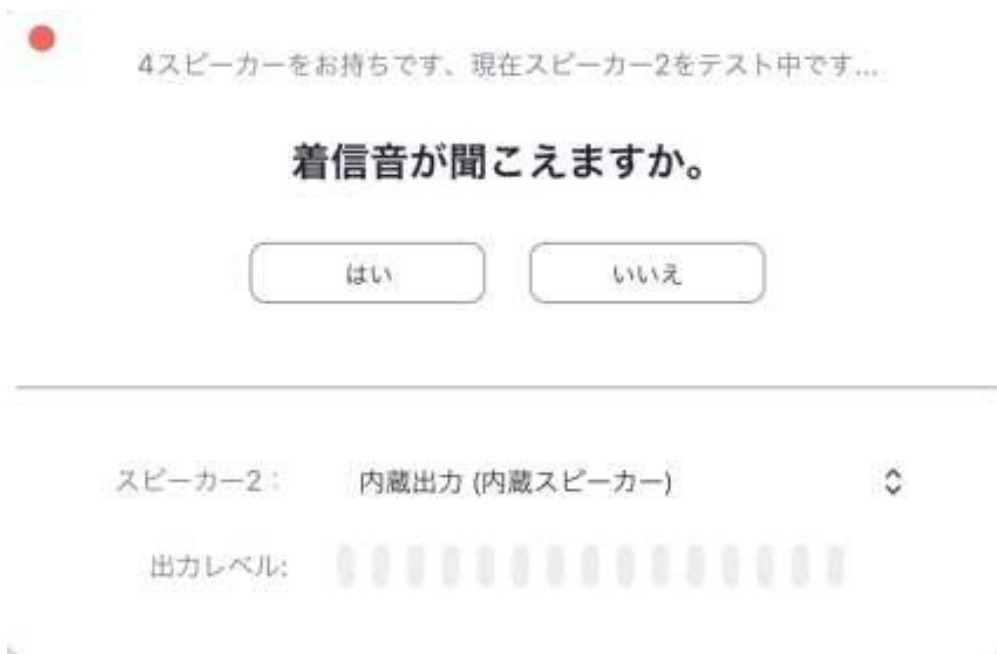 4スピーカーをお持ちです、現在スピーカー2をテスト中です...
着信音が聞こえますか。
はい
いいえ
スピーカー2：
内蔵出力 (内蔵スピーカー)
出力レベル: